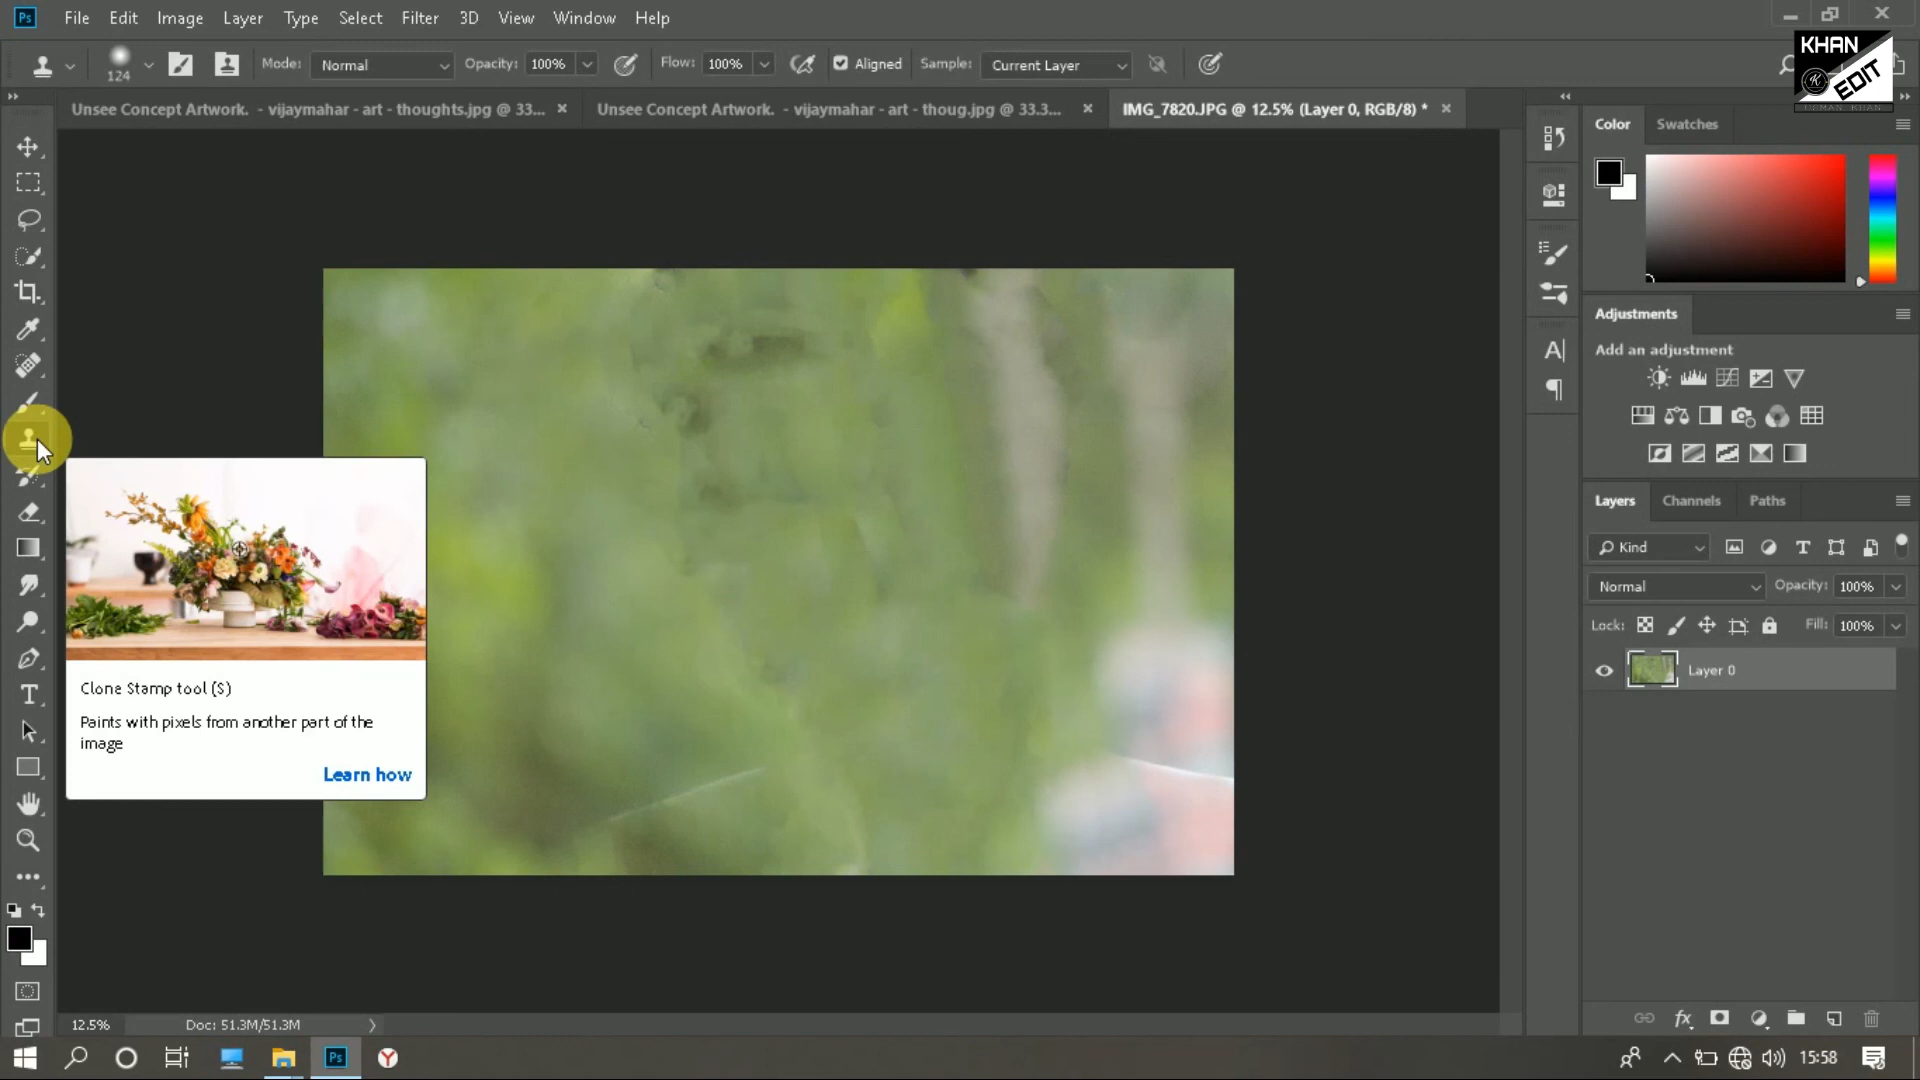 Ps File Edit Image Layer Type Select Filter 3D View Window Help
124 Mode: Normal Opacity: 100% Flow: 100% Aligned Sample: Current Layer
KHAN
EDIT
Unsee Concept Artwork. - vijaymahar - art - thoughts.jpg @ 33... × Unsee Concept Artwork. - vijaymahar - art - thoug.jpg @ 33.3... × IMG_7820.JPG @ 12.5% (Layer 0, RGB/8) * ×
Color Swatches
Adjustments
Add an adjustment
Layers Channels Paths
Kind
Normal Opacity: 100%
Lock: Fill: 100%
Layer 0
Clone Stamp tool (S)
Paints with pixels from another part of the
image
Learn how
12.5% Doc: 51.3M/51.3M
Ps 15:58